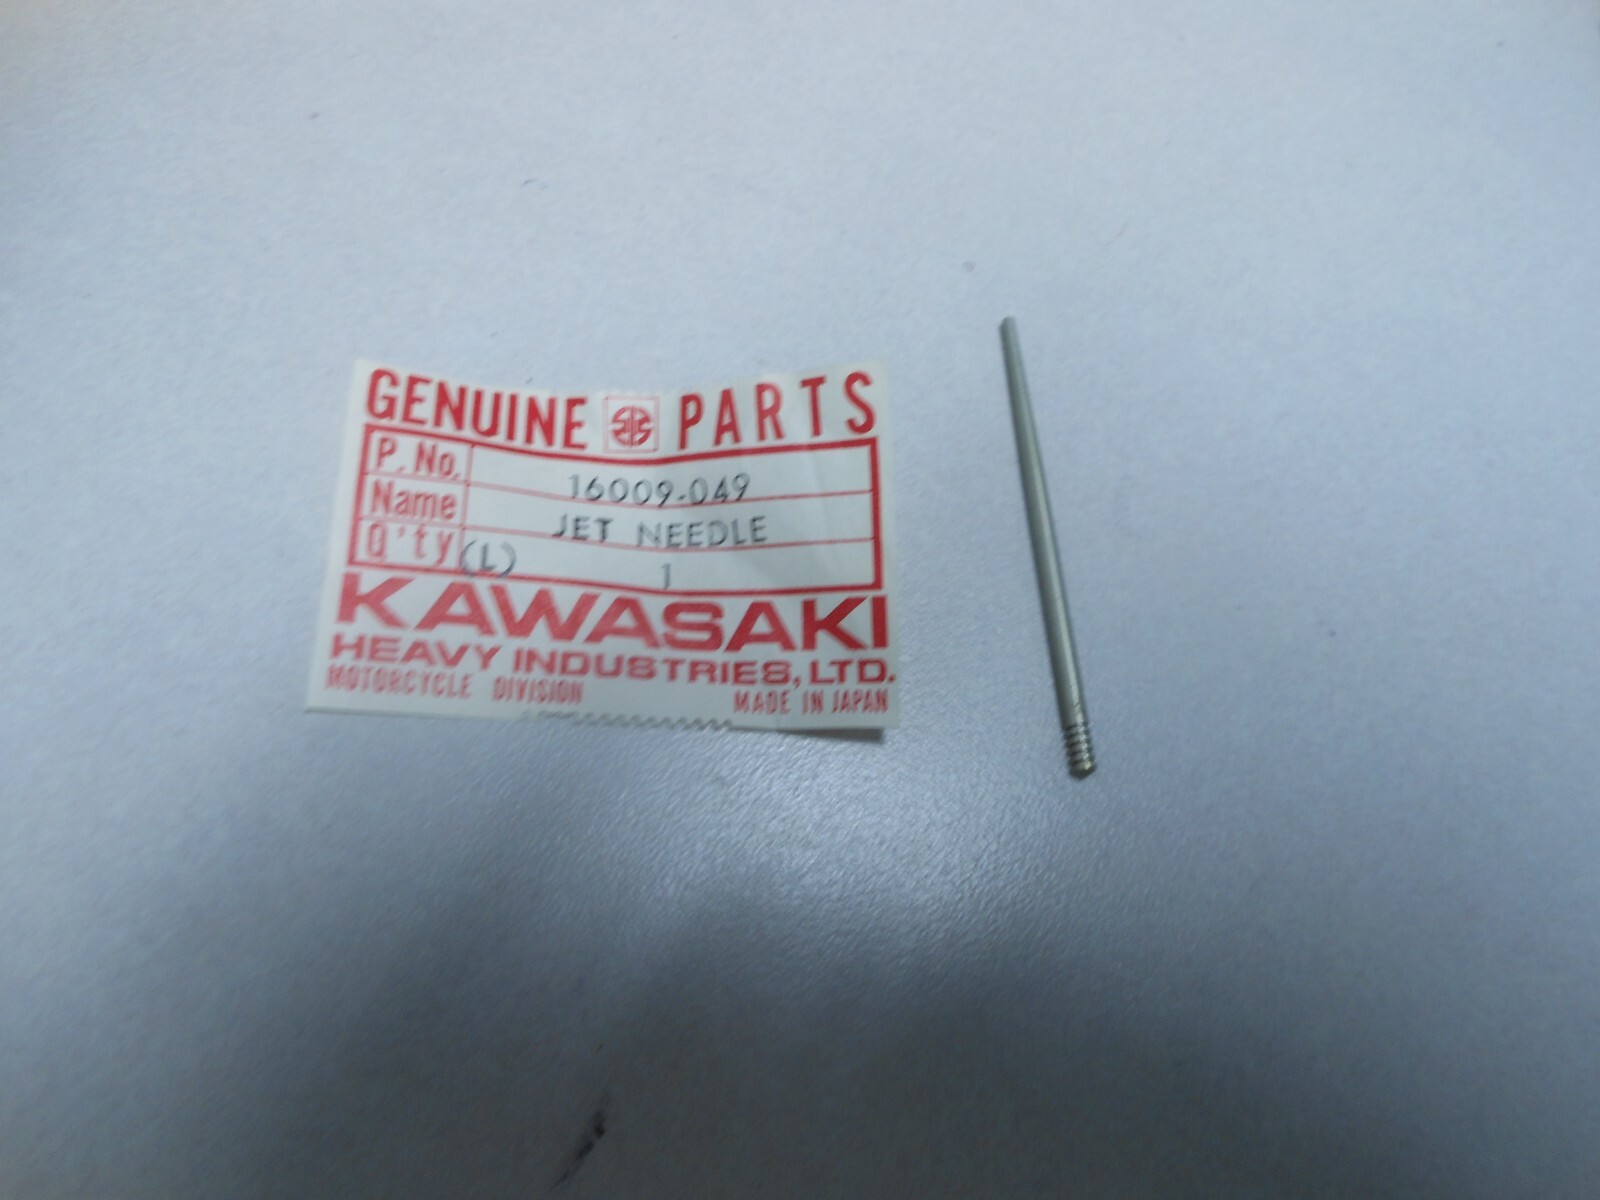 GENUINE PARTS
P. No. 16009-049
Name JET NEEDLE
Q'ty (L) 1
KAWASAKI
HEAVY INDUSTRIES, LTD.
MOTORCYCLE DIVISION MADE IN JAPAN